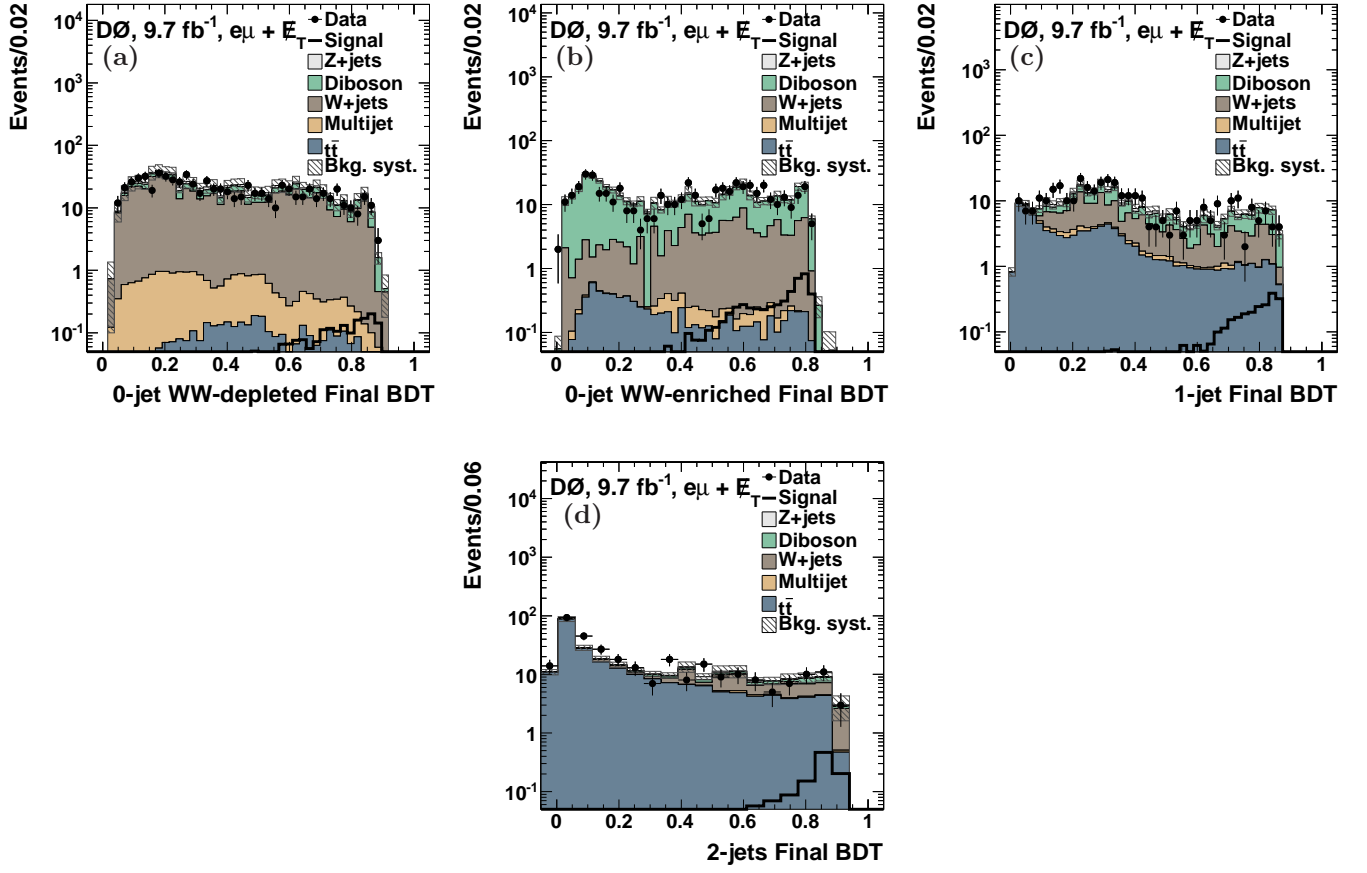 Events/0.02
DØ, 9.7 fb⁻¹, eμ + E̸_T
(a)
Data
Signal
Z+jets
Diboson
W+jets
Multijet
tt̄
Bkg. syst.
10⁴
10³
10²
10
1
10⁻¹
0 0.2 0.4 0.6 0.8 1
0-jet WW-depleted Final BDT
Events/0.02
DØ, 9.7 fb⁻¹, eμ + E̸_T
(b)
Data
Signal
Z+jets
Diboson
W+jets
Multijet
tt̄
Bkg. syst.
10⁴
10³
10²
10
1
10⁻¹
0 0.2 0.4 0.6 0.8 1
0-jet WW-enriched Final BDT
Events/0.02
DØ, 9.7 fb⁻¹, eμ + E̸_T
(c)
Data
Signal
Z+jets
Diboson
W+jets
Multijet
tt̄
Bkg. syst.
10³
10²
10
1
10⁻¹
0 0.2 0.4 0.6 0.8 1
1-jet Final BDT
Events/0.06
DØ, 9.7 fb⁻¹, eμ + E̸_T
(d)
Data
Signal
Z+jets
Diboson
W+jets
Multijet
tt̄
Bkg. syst.
10⁴
10³
10²
10
1
10⁻¹
0 0.2 0.4 0.6 0.8 1
2-jets Final BDT